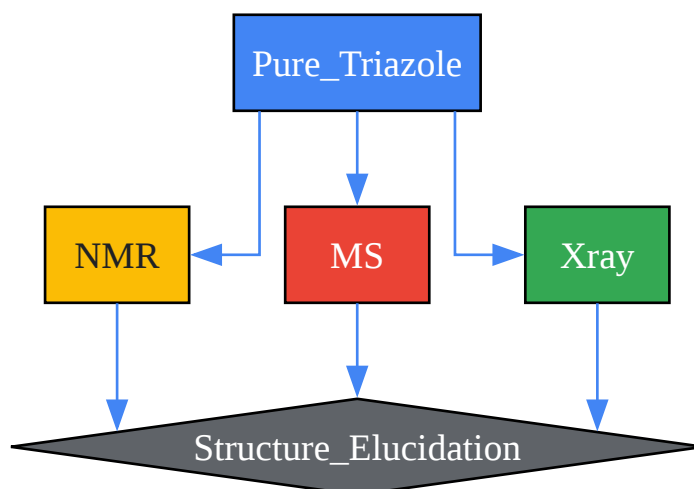 Pure_Triazole
NMR
MS
Xray
Structure_Elucidation